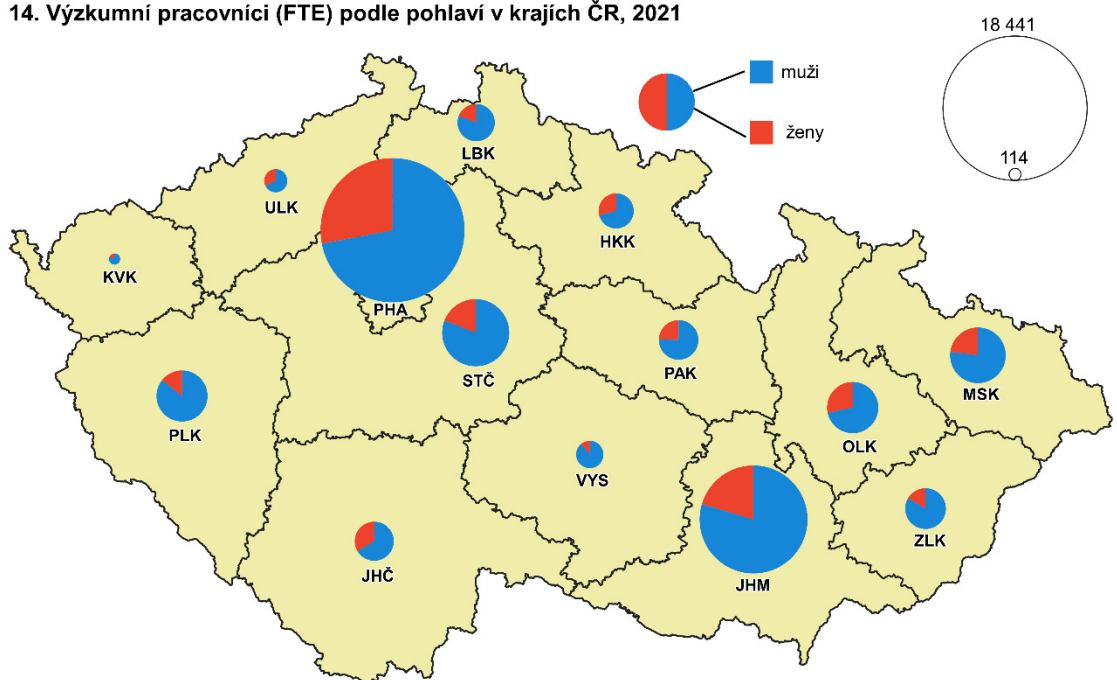 14. Výzkumní pracovníci (FTE) podle pohlaví v krajích ČR, 2021
18 441
muži
ženy
114
LBK
ULK
HKK
KVK
PHA
STČ
PAK
MSK
PLK
OLK
VYS
ZLK
JHČ
JHM